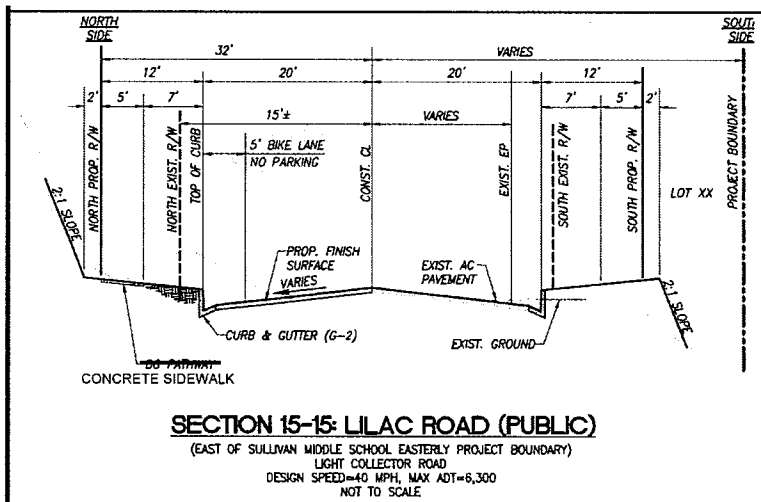 NORTH
SIDE
SOUTH
SIDE
32'
VARIES
12'
20'
20'
12'
2'
5'
7'
7'
5'
2'
15'±
VARIES
5' BIKE LANE
NO PARKING
2:1 SLOPE
NORTH PROP. R/W
NORTH EXIST. R/W
TOP OF CURB
CONST. CL
EXIST. EP
SOUTH EXIST. R/W
SOUTH PROP. R/W
LOT XX
PROJECT BOUNDARY
PROP. FINISH
SURFACE
VARIES
EXIST. AC
PAVEMENT
2:1 SLOPE
CURB & GUTTER (G-2)
EXIST. GROUND
DG PATHWAY
CONCRETE SIDEWALK
SECTION 15-15: LILAC ROAD (PUBLIC)
(EAST OF SULLIVAN MIDDLE SCHOOL EASTERLY PROJECT BOUNDARY)
LIGHT COLLECTOR ROAD
DESIGN SPEED=40 MPH, MAX ADT=6,300
NOT TO SCALE